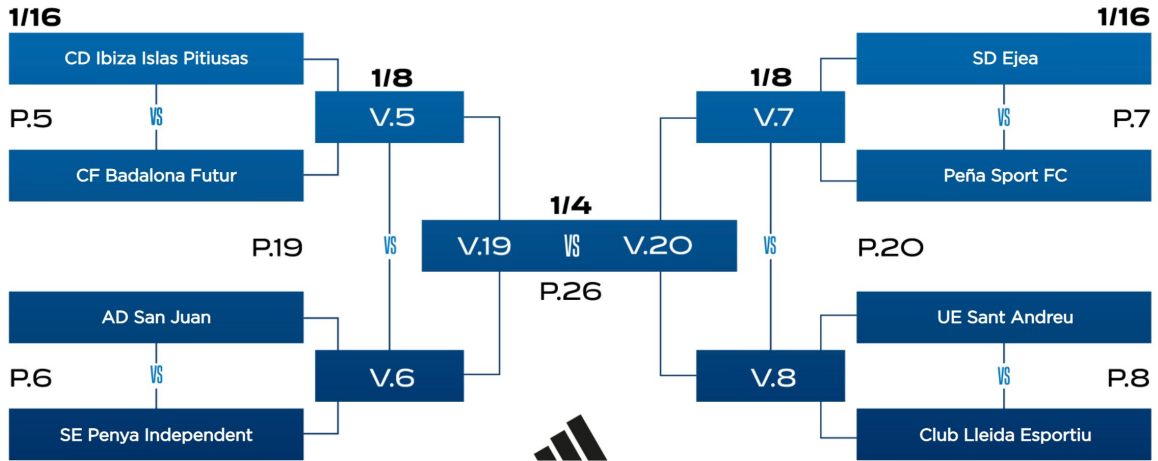 1/16
1/16
CD Ibiza Islas Pitiusas
SD Ejea
1/8
1/8
P.5
VS
V.5
V.7
VS
P.7
CF Badalona Futur
Peña Sport FC
1/4
P.19
VS
V.19 VS V.20
VS
P.20
P.26
AD San Juan
UE Sant Andreu
P.6
VS
V.6
V.8
VS
P.8
SE Penya Independent
Club Lleida Esportiu